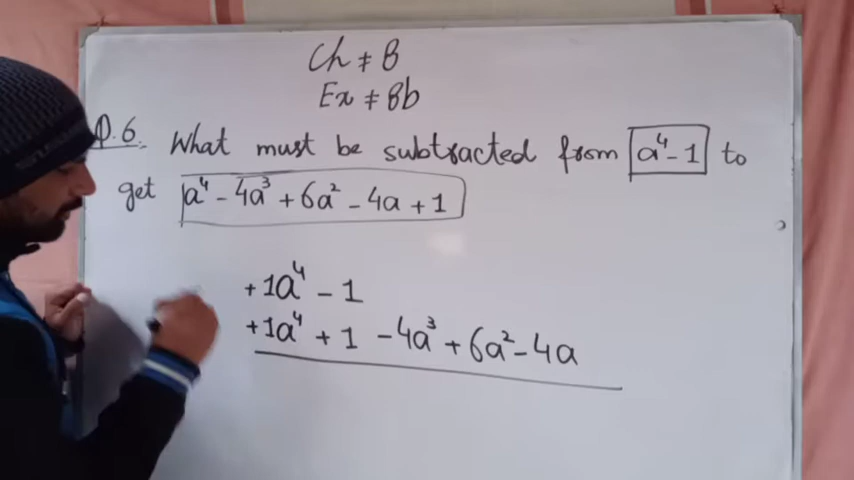 Ch # 8
Ex # 8b
Q.6. What must be subtracted from a⁴ - 1 to
get a⁴ - 4a³ + 6a² - 4a + 1
+1a⁴ - 1
+1a⁴ + 1 - 4a³ + 6a² - 4a